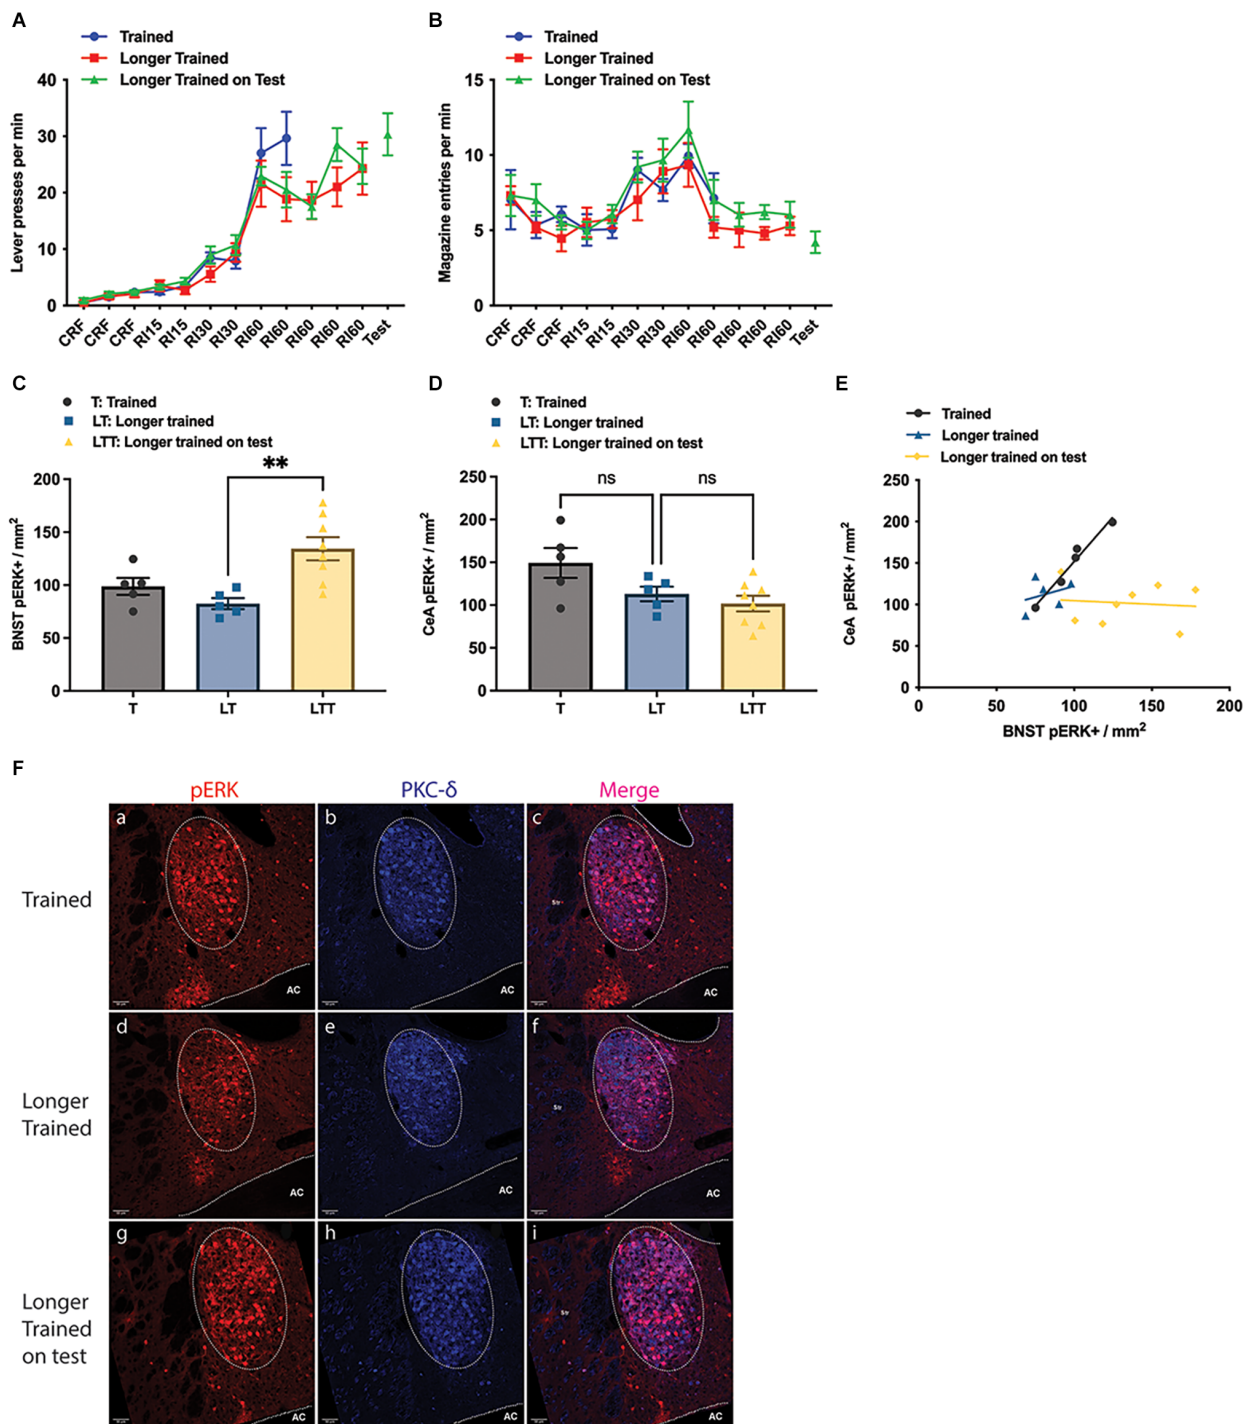 A
Trained
Longer Trained
Longer Trained on Test
Lever presses per min
40
30
20
10
0
CRF CRF CRF RI15 RI15 RI30 RI30 RI60 RI60 RI60 RI60 RI60 Test
B
Trained
Longer Trained
Longer Trained on Test
Magazine entries per min
15
10
5
0
CRF CRF CRF RI15 RI15 RI30 RI30 RI60 RI60 RI60 RI60 RI60 Test
C
T: Trained
LT: Longer trained
LTT: Longer trained on test
BNST pERK+ / mm²
200
150
100
50
0
**
T LT LTT
D
T: Trained
LT: Longer trained
LTT: Longer trained on test
CeA pERK+ / mm²
250
200
150
100
50
0
ns ns
T LT LTT
E
Trained
Longer trained
Longer trained on test
CeA pERK+ / mm²
250
200
150
100
50
0
0 50 100 150 200
BNST pERK+ / mm²
F
pERK PKC-δ Merge
Trained
a b c
Str
AC AC AC
Longer
Trained
d e f
Str
AC AC AC
Longer
Trained
on test
g h i
Str
AC AC AC